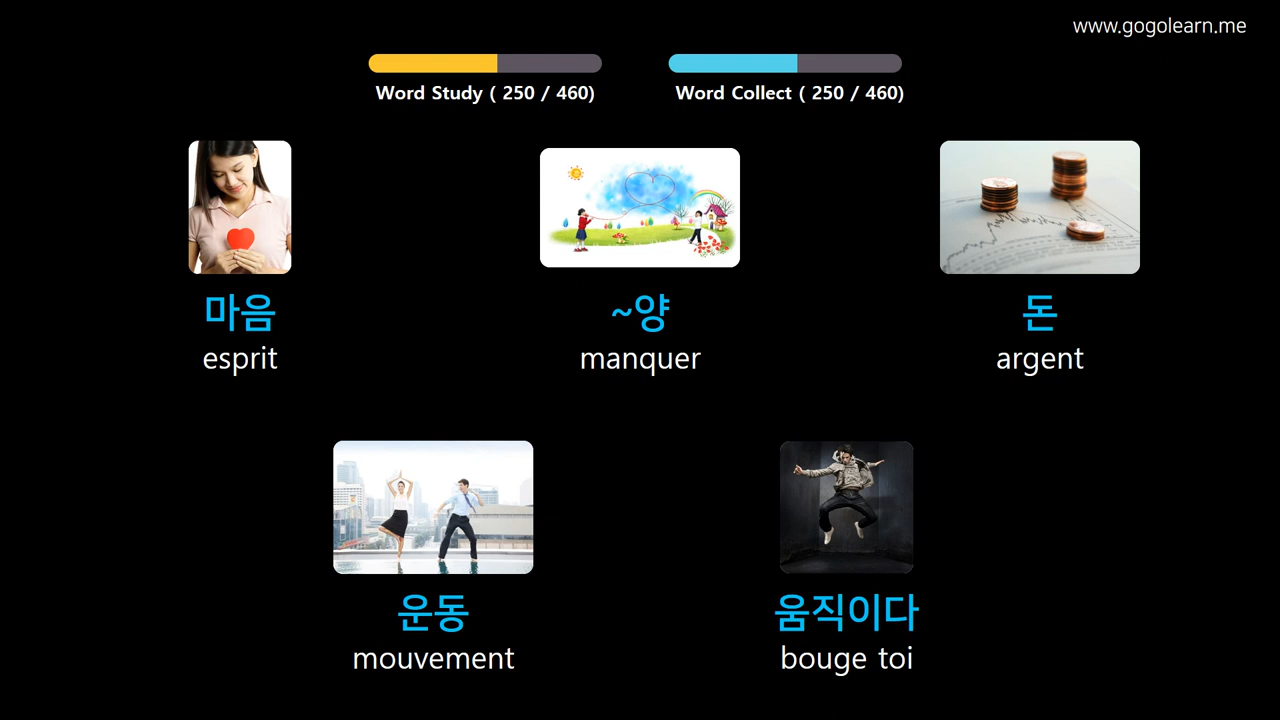 www.gogolearn.me
Word Study ( 250 / 460)
Word Collect ( 250 / 460)
마음
esprit
~양
manquer
돈
argent
운동
mouvement
움직이다
bouge toi